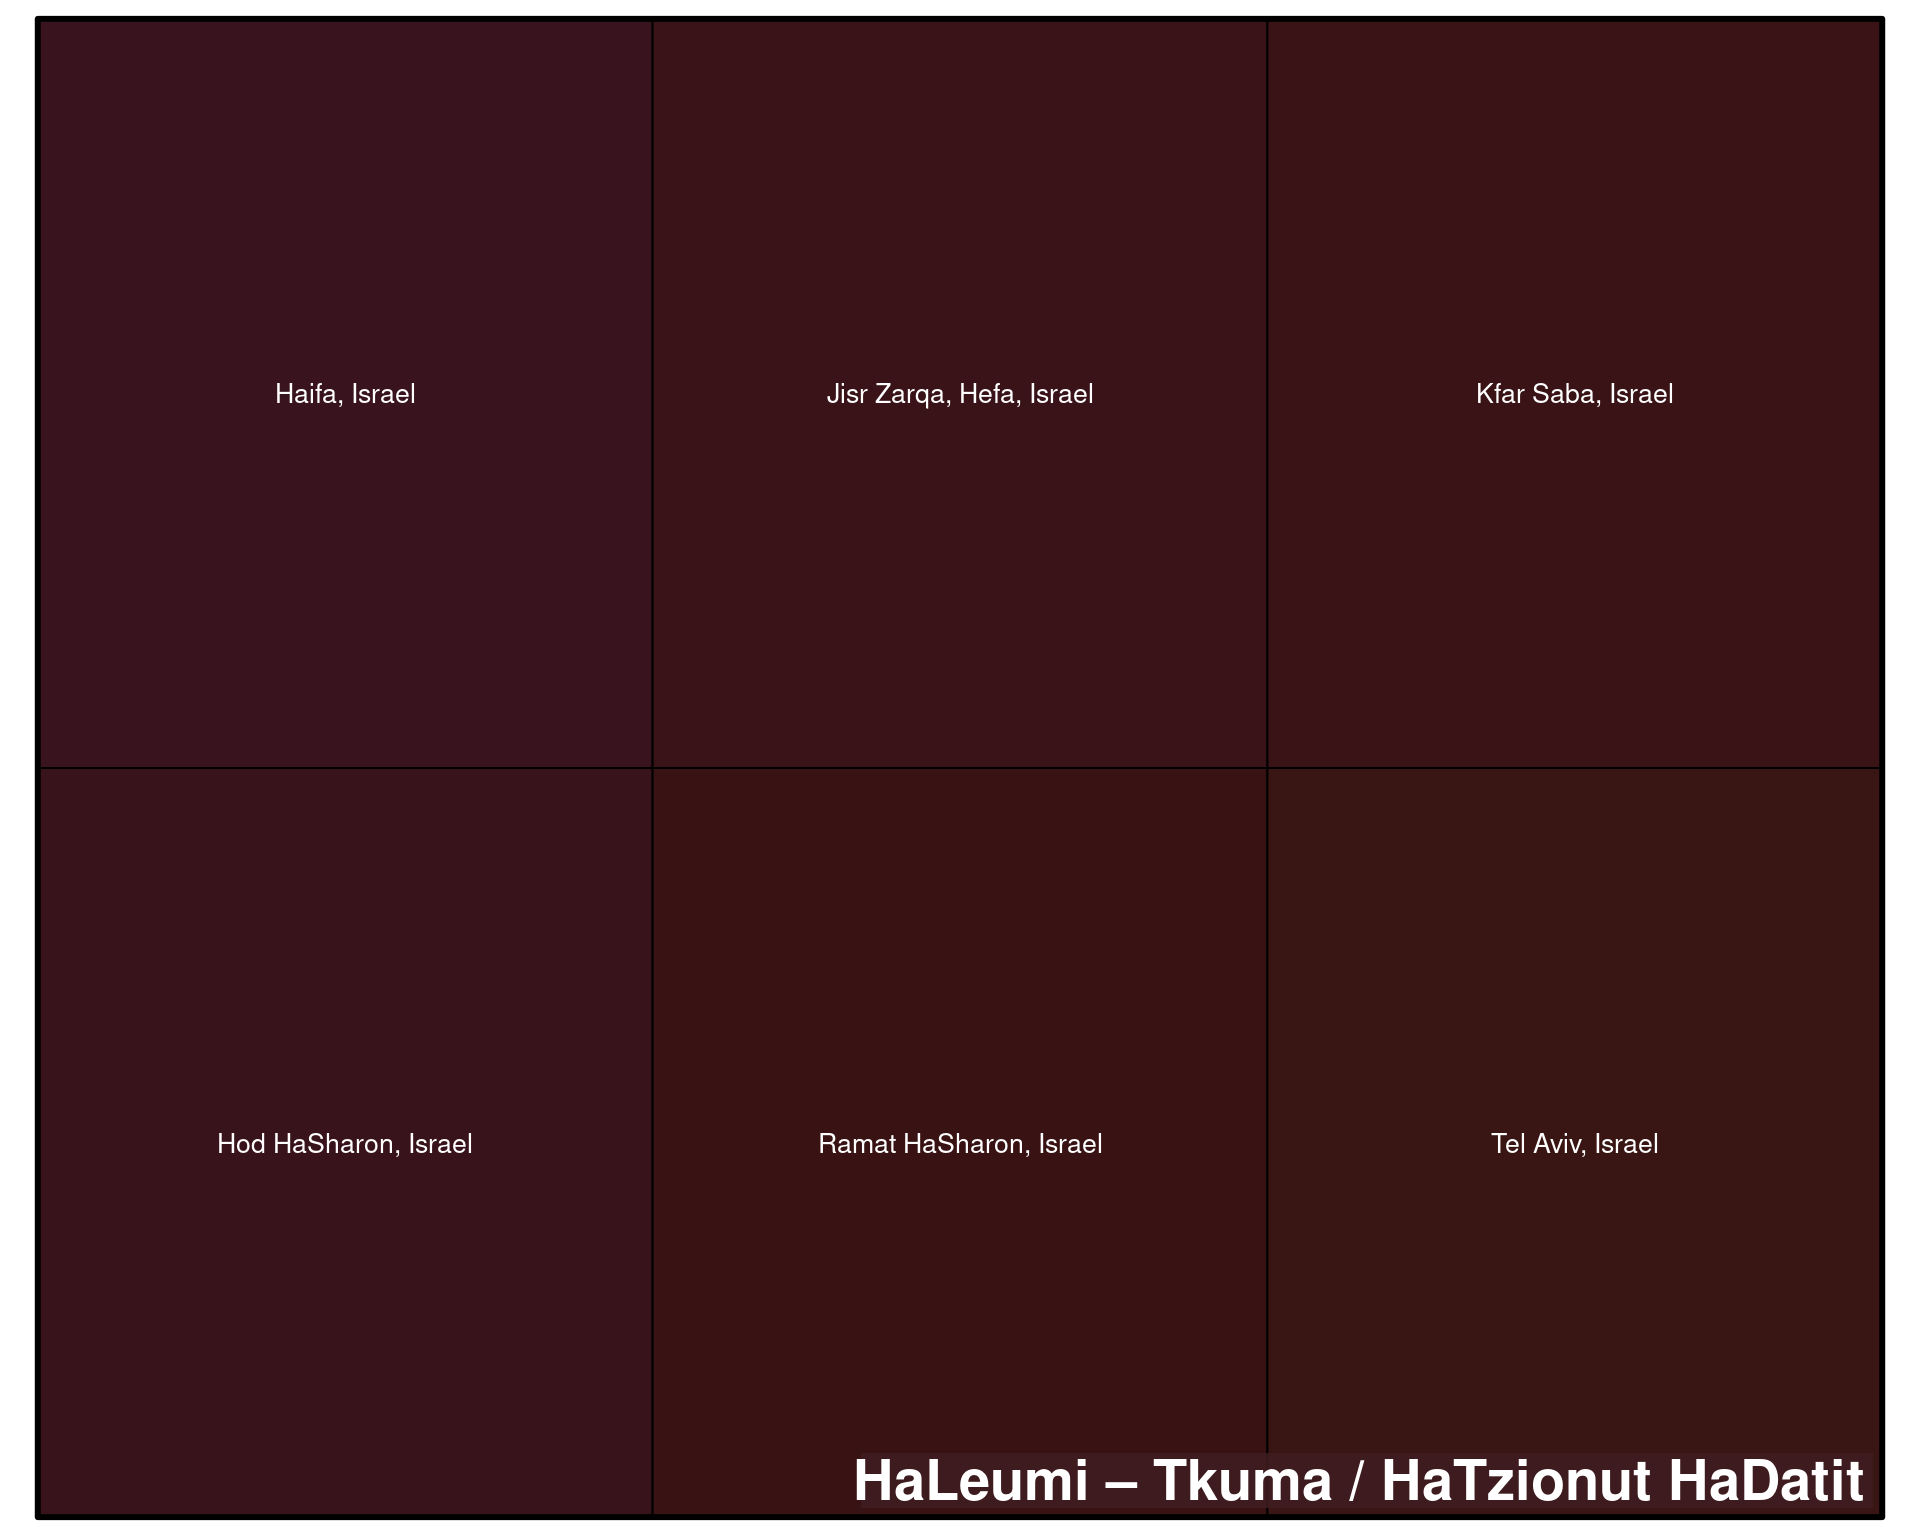 Haifa, Israel
Jisr Zarqa, Hefa, Israel
Kfar Saba, Israel
Hod HaSharon, Israel
Ramat HaSharon, Israel
Tel Aviv, Israel
HaLeumi – Tkuma / HaTzionut HaDatit